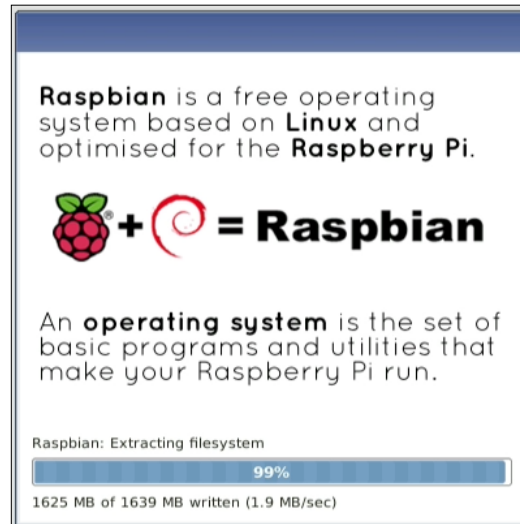 Raspbian is a free operating
system based on Linux and
optimised for the Raspberry Pi.
® + = Raspbian
An operating system is the set of
basic programs and utilities that
make your Raspberry Pi run.
Raspbian: Extracting filesystem
99%
1625 MB of 1639 MB written (1.9 MB/sec)